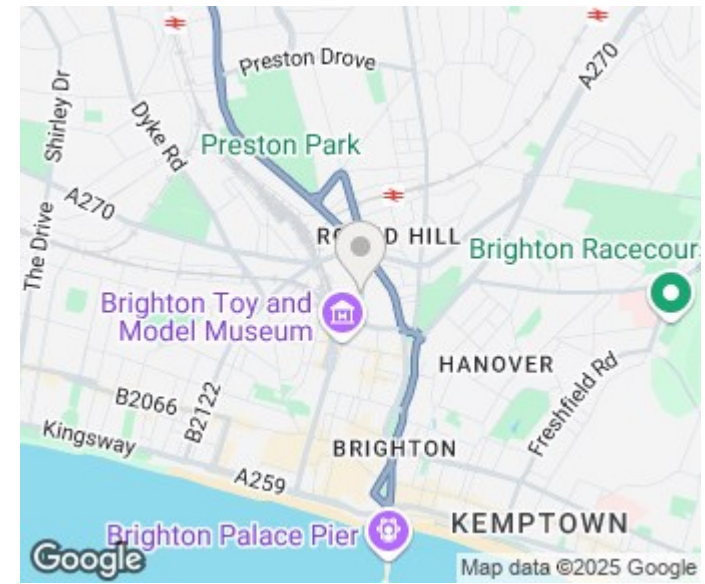 Preston Drove
A270
Shirley Dr
Dyke Rd
Preston Park
A270
The Drive
HILL
Brighton Racecour
Brighton Toy and
Model Museum
HANOVER
Freshfield Rd
B2066
B2122
Kingsway
BRIGHTON
A259
KEMPTOWN
Brighton Palace Pier
Google
Map data ©2025 Google